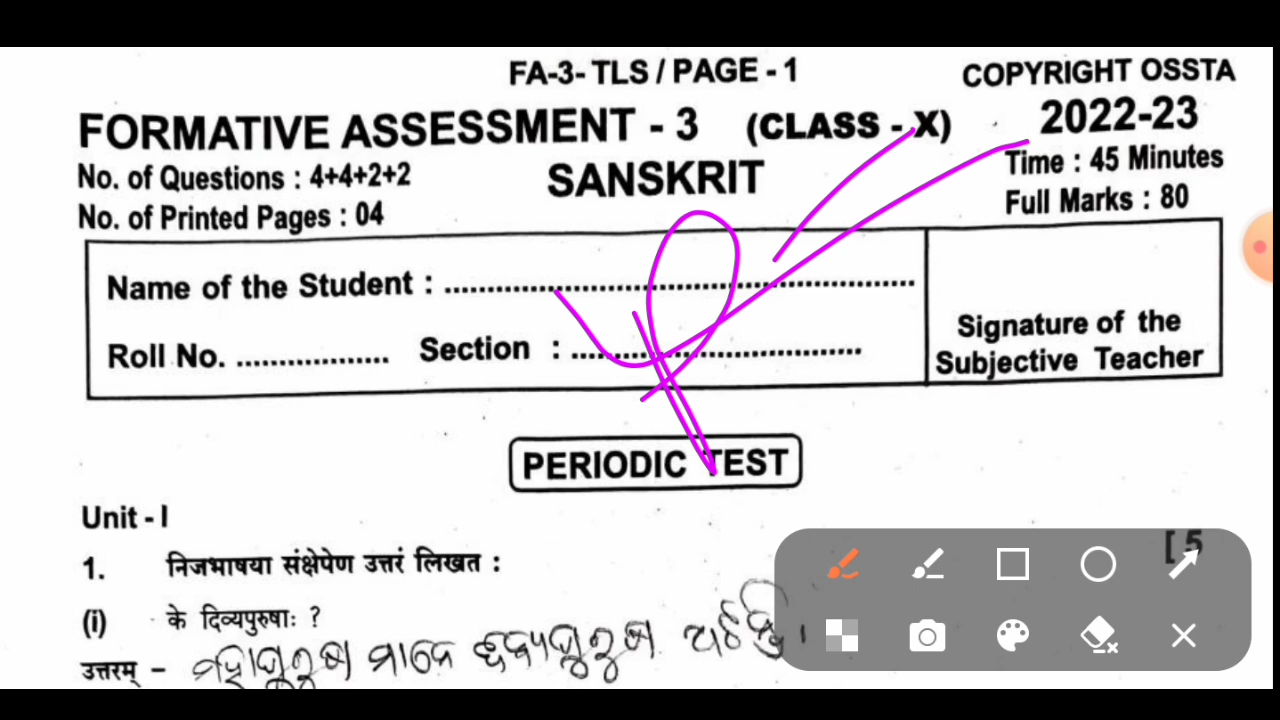 FA-3- TLS / PAGE - 1
COPYRIGHT OSSTA
FORMATIVE ASSESSMENT - 3 (CLASS - X)
2022-23
No. of Questions : 4+4+2+2
SANSKRIT
Time : 45 Minutes
No. of Printed Pages : 04
Full Marks : 80
Name of the Student : ......................................................
Roll No. .................. Section : ..................................
Signature of the
Subjective Teacher
PERIODIC TEST
Unit - I
1. निजभाषया संक्षेपेण उत्तरं लिखत : [ 5
(i) के दिव्यपुरुषाः ?
उत्तरम् – ମହାପୁରୁଷ ମାନେ ଅଟନ୍ତି ।